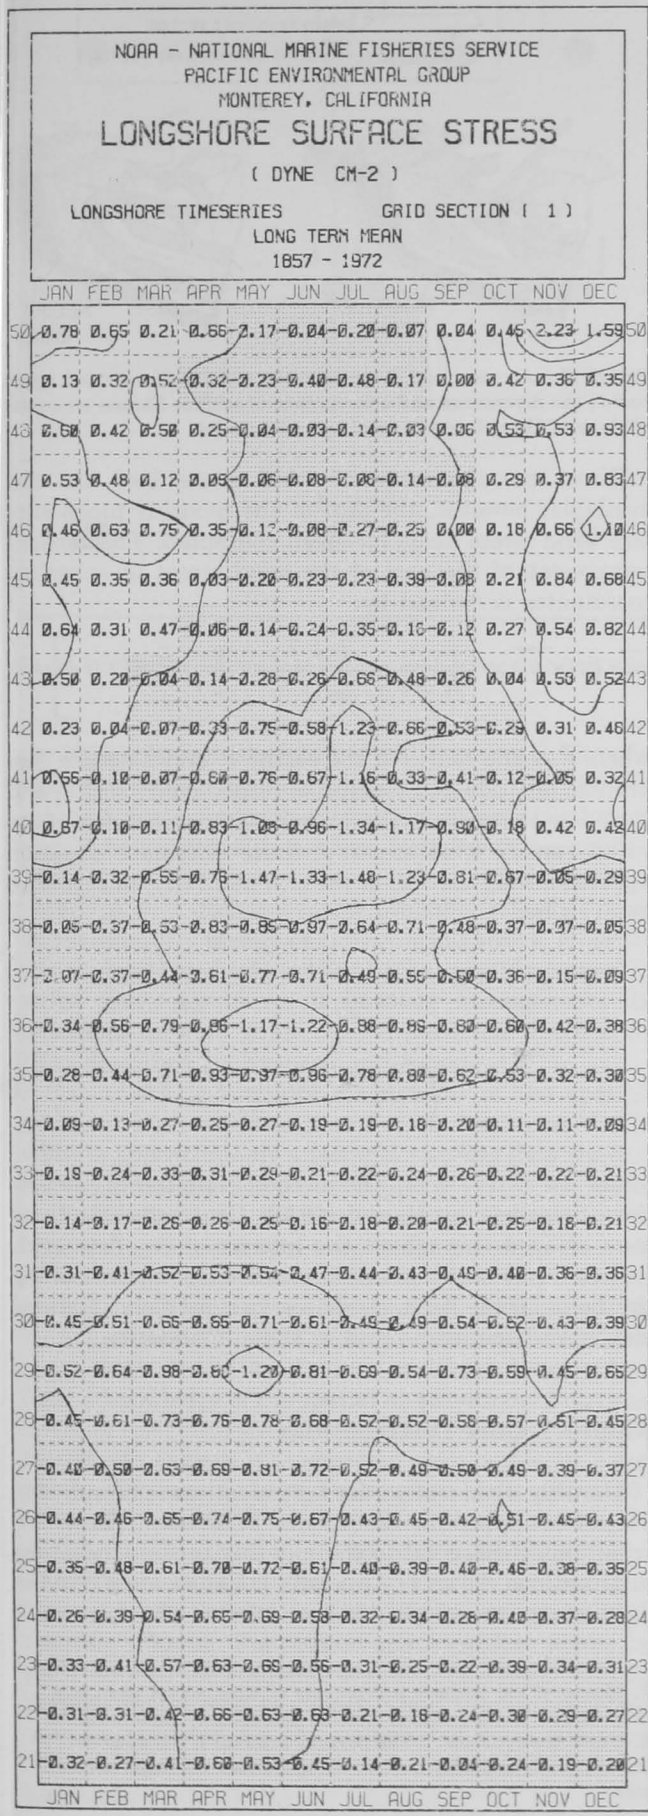 NOAA - NATIONAL MARINE FISHERIES SERVICE
PACIFIC ENVIRONMENTAL GROUP
MONTEREY, CALIFORNIA
LONGSHORE SURFACE STRESS
( DYNE CM-2 )
LONGSHORE TIMESERIES GRID SECTION ( 1 )
LONG TERM MEAN
1857 - 1972
JAN FEB MAR APR MAY JUN JUL AUG SEP OCT NOV DEC
50 0.78 0.65 0.21 -0.17 -0.04 -0.20 -0.07 0.04 0.45 2.23 1.59 50
49 0.13 0.32 0.52 -0.32 -0.23 -0.40 -0.48 -0.17 0.00 0.42 0.36 0.35 49
48 0.60 0.42 0.50 0.25 -0.04 -0.03 -0.14 -0.03 0.06 0.53 0.53 0.93 48
47 0.53 0.48 0.12 0.05 -0.06 -0.08 -0.06 -0.14 -0.08 0.29 0.37 0.83 47
46 0.46 0.63 0.75 0.35 -0.12 -0.08 -0.27 -0.25 0.00 0.18 0.66 1.10 46
45 0.45 0.35 0.36 0.03 -0.20 -0.23 -0.23 -0.39 -0.08 0.21 0.84 0.68 45
44 0.64 0.31 0.47 -0.06 -0.14 -0.24 -0.35 -0.12 0.27 0.54 0.82 44
43 0.50 0.20 -0.04 -0.14 -0.28 -0.26 -0.66 -0.48 -0.26 0.04 0.50 0.52 43
42 0.23 0.04 -0.07 -0.33 -0.75 -0.58 -1.23 -0.66 -0.53 -0.29 0.31 0.46 42
41 0.55 -0.10 -0.07 -0.60 -0.76 -0.67 -1.16 -0.33 -0.41 -0.12 0.05 0.32 41
40 0.67 -0.10 -0.11 -0.83 -1.06 -0.96 -1.34 -1.17 -0.90 -0.18 0.42 0.42 40
39 -0.14 -0.32 -0.55 -0.76 -1.47 -1.33 -1.48 -1.23 -0.81 -0.67 -0.05 -0.29 39
38 -0.05 -0.37 -0.53 -0.83 -0.85 -0.97 -0.64 -0.71 -0.48 -0.37 -0.05 38
37 -0.37 -0.44 -0.61 -0.77 -0.71 -0.49 -0.55 -0.60 -0.36 -0.15 -0.09 37
36 -0.34 -0.56 -0.79 -0.96 -1.17 -1.22 -0.88 -0.86 -0.60 -0.60 -0.42 -0.38 36
35 -0.28 -0.44 -0.71 -0.93 -0.97 -0.96 -0.78 -0.80 -0.62 -0.53 -0.32 -0.30 35
34 -0.09 -0.13 -0.27 -0.25 -0.27 -0.19 -0.19 -0.18 -0.20 -0.11 -0.11 -0.09 34
33 -0.19 -0.24 -0.33 -0.31 -0.29 -0.21 -0.22 -0.24 -0.26 -0.22 -0.22 -0.21 33
32 -0.14 -0.17 -0.26 -0.26 -0.25 -0.16 -0.18 -0.20 -0.21 -0.25 -0.18 -0.21 32
31 -0.31 -0.41 -0.52 -0.53 -0.54 -0.47 -0.44 -0.43 -0.49 -0.40 -0.36 -0.36 31
30 -0.45 -0.51 -0.66 -0.85 -0.71 -0.61 -0.49 -0.49 -0.54 -0.52 -0.43 -0.39 30
29 -0.52 -0.64 -0.98 -1.20 -0.81 -0.69 -0.54 -0.73 -0.59 -0.45 -0.65 29
28 -0.45 -0.61 -0.73 -0.76 -0.78 -0.68 -0.52 -0.52 -0.56 -0.57 -0.51 -0.45 28
27 -0.40 -0.50 -0.63 -0.69 -0.81 -0.72 -0.52 -0.49 -0.50 -0.49 -0.39 -0.37 27
26 -0.44 -0.46 -0.65 -0.74 -0.75 -0.67 -0.43 -0.45 -0.42 -0.51 -0.45 -0.43 26
25 -0.35 -0.48 -0.61 -0.70 -0.72 -0.61 -0.40 -0.39 -0.40 -0.46 -0.38 -0.35 25
24 -0.26 -0.39 -0.54 -0.65 -0.69 -0.58 -0.32 -0.34 -0.28 -0.40 -0.37 -0.28 24
23 -0.33 -0.41 -0.57 -0.63 -0.66 -0.56 -0.31 -0.25 -0.22 -0.39 -0.34 -0.31 23
22 -0.31 -0.31 -0.42 -0.66 -0.63 -0.63 -0.21 -0.18 -0.24 -0.30 -0.29 -0.27 22
21 -0.32 -0.27 -0.41 -0.60 -0.53 -0.45 -0.14 -0.21 -0.04 -0.24 -0.19 -0.20 21
JAN FEB MAR APR MAY JUN JUL AUG SEP OCT NOV DEC